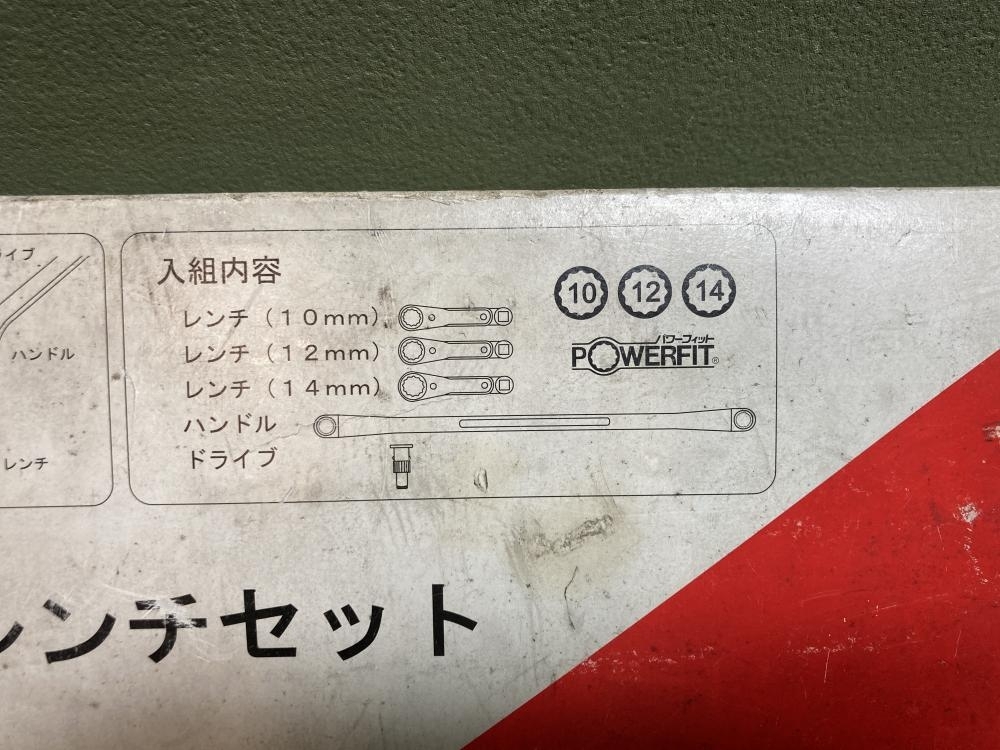 ハンドル
レンチ
入組内容
レンチ（１０mm）
レンチ（１２mm）
レンチ（１４mm）
ハンドル
ドライブ
10 12 14
パワーフィット
POWERFIT®
レンチセット